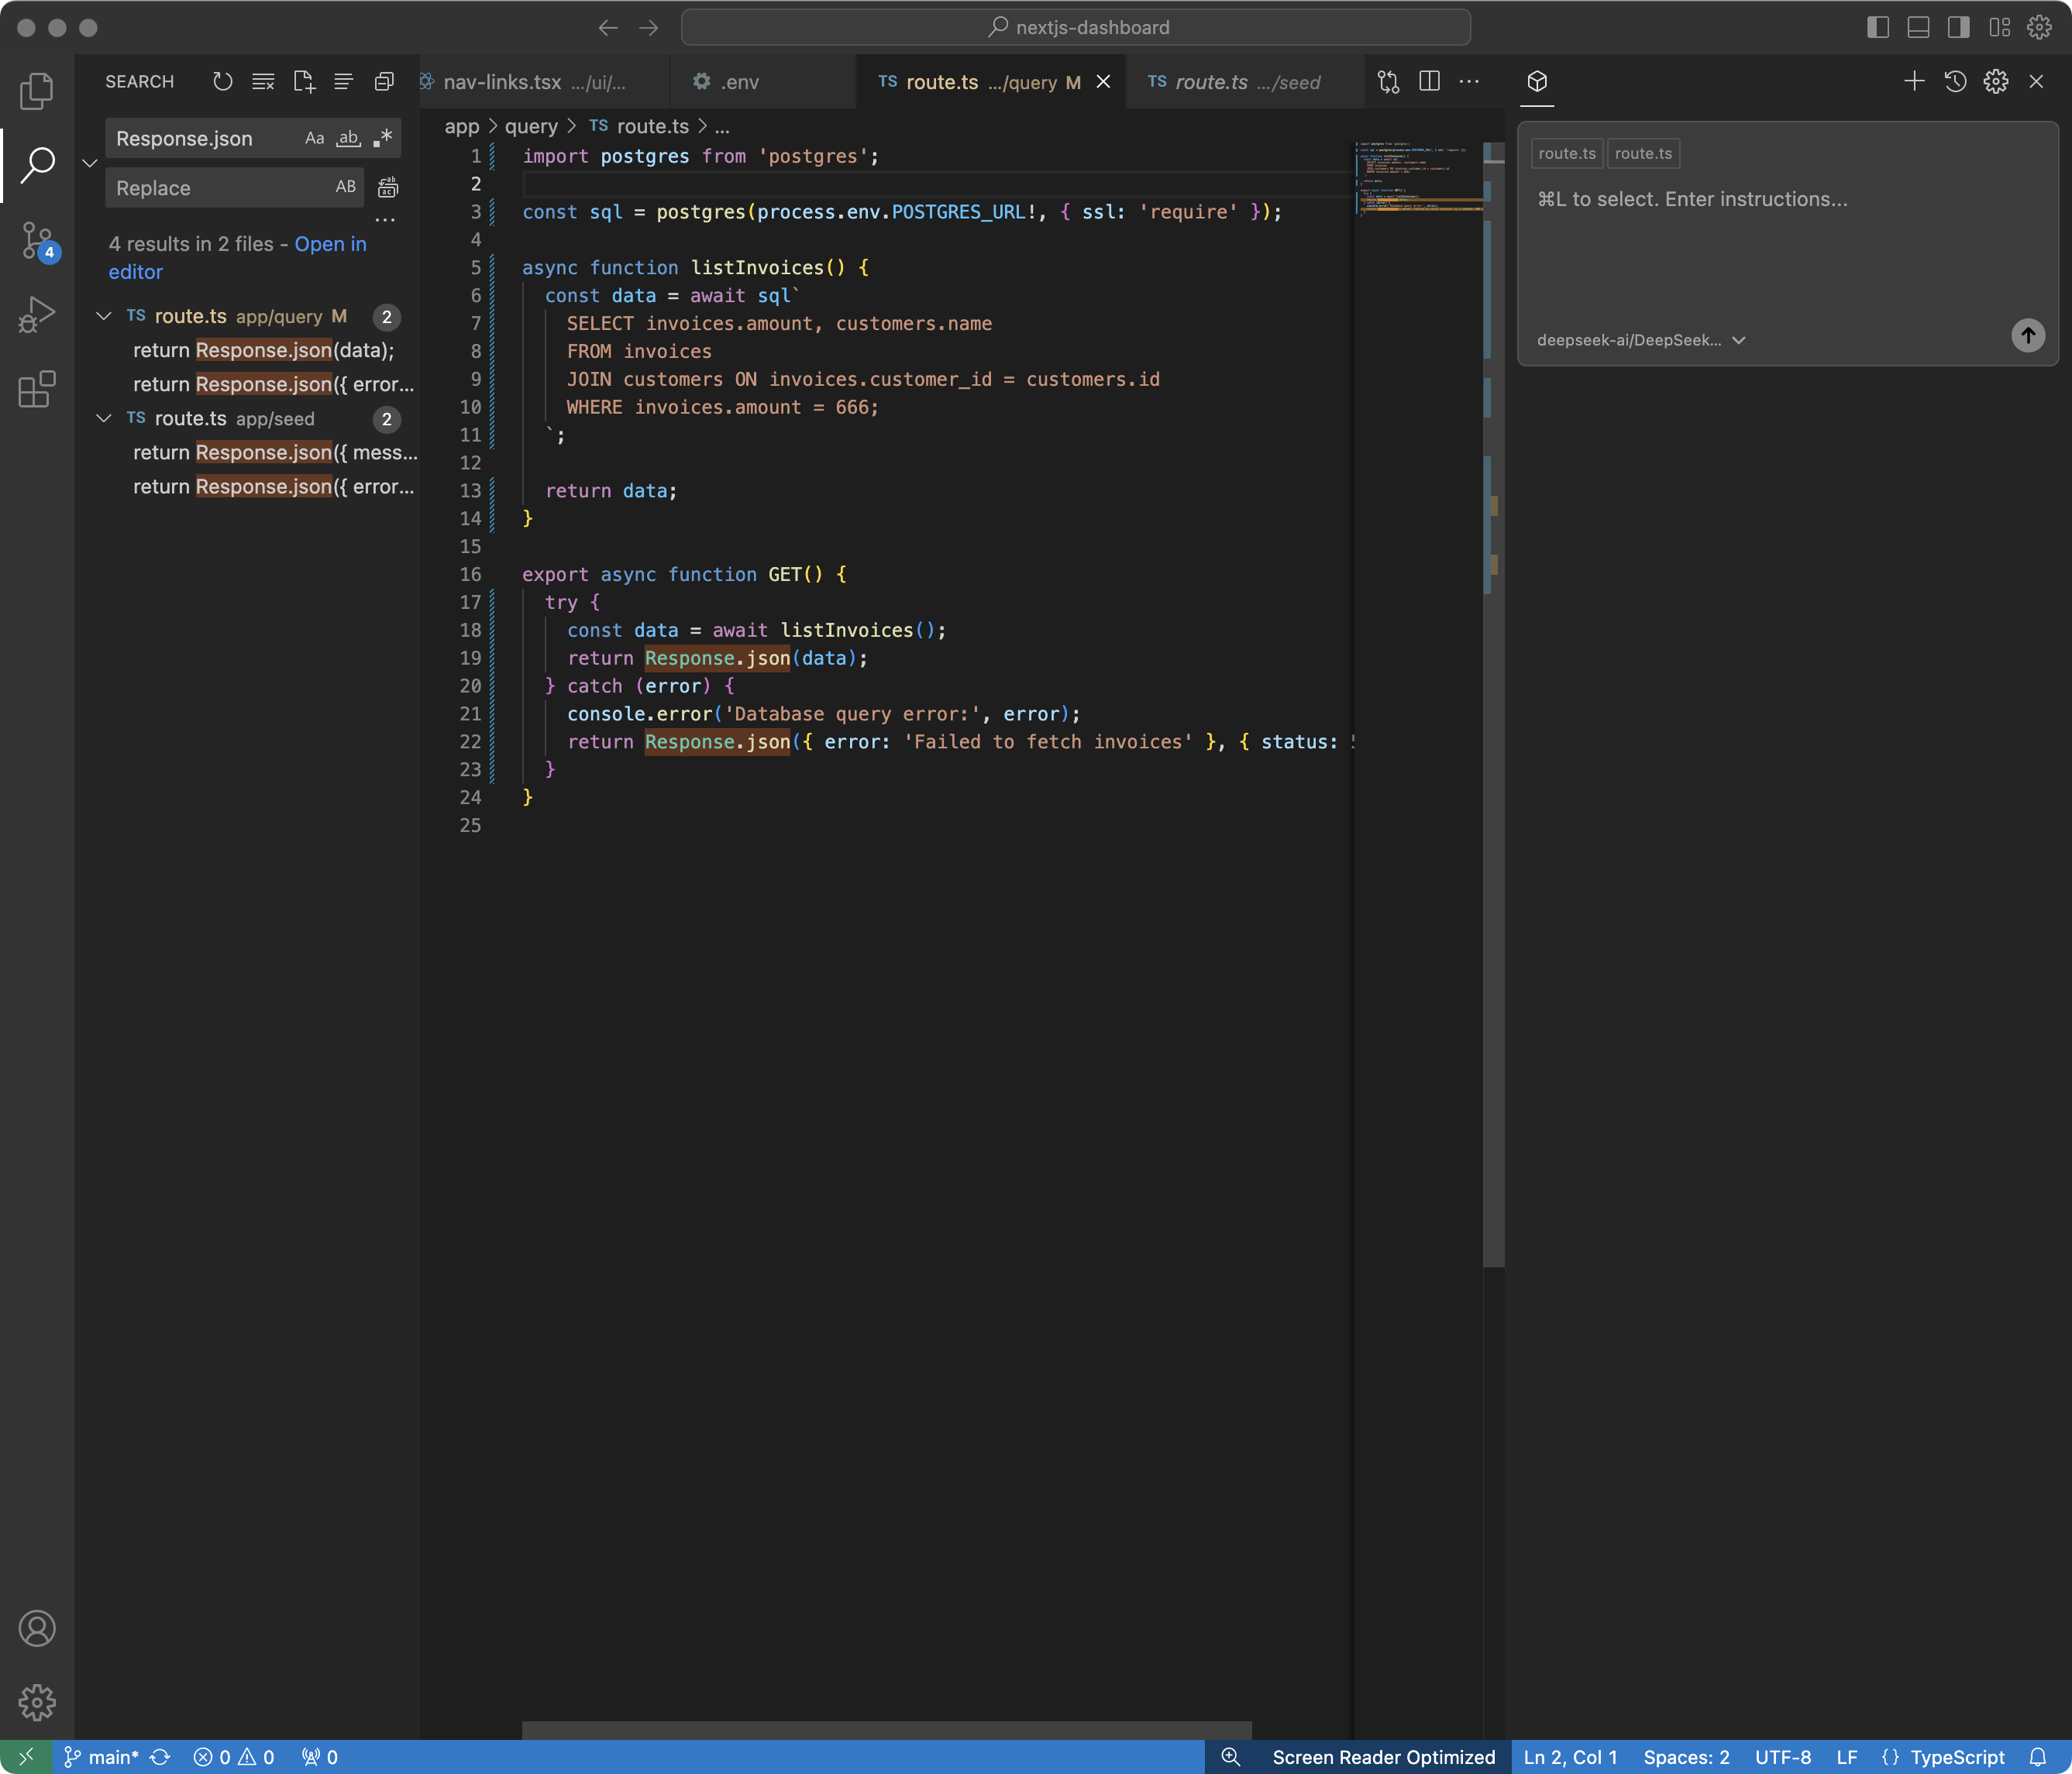 nextjs-dashboard
SEARCH
Response.json
Aa
ab
.*
Replace
AB
4 results in 2 files - Open in
editor
TS route.ts app/query M 2
return Response.json(data);
return Response.json({ error...
TS route.ts app/seed 2
return Response.json({ mess...
return Response.json({ error...
4
nav-links.tsx .../ui/...
.env
TS route.ts .../query M
TS route.ts .../seed
app > query > TS route.ts > ...
1 import postgres from 'postgres';
2
3 const sql = postgres(process.env.POSTGRES_URL!, { ssl: 'require' });
4
5 async function listInvoices() {
6 const data = await sql`
7 SELECT invoices.amount, customers.name
8 FROM invoices
9 JOIN customers ON invoices.customer_id = customers.id
10 WHERE invoices.amount = 666;
11 `;
12
13 return data;
14 }
15
16 export async function GET() {
17 try {
18 const data = await listInvoices();
19 return Response.json(data);
20 } catch (error) {
21 console.error('Database query error:', error);
22 return Response.json({ error: 'Failed to fetch invoices' }, { status:
23 }
24 }
25
route.ts route.ts
⌘L to select. Enter instructions...
deepseek-ai/DeepSeek...
main* 0 0 0
Screen Reader Optimized Ln 2, Col 1 Spaces: 2 UTF-8 LF {} TypeScript